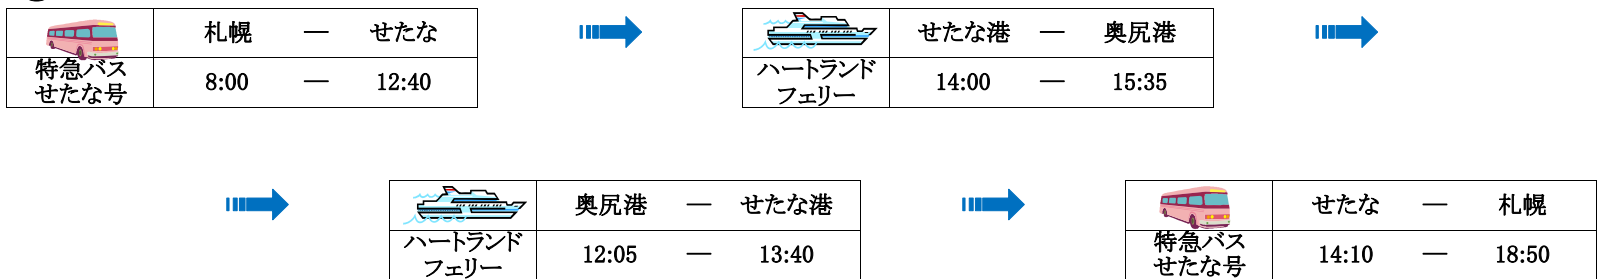 札幌 ― せたな
特急バス
せたな号
8:00 ― 12:40
せたな港 ― 奥尻港
ハートランド
フェリー
14:00 ― 15:35
奥尻港 ― せたな港
ハートランド
フェリー
12:05 ― 13:40
せたな ― 札幌
特急バス
せたな号
14:10 ― 18:50